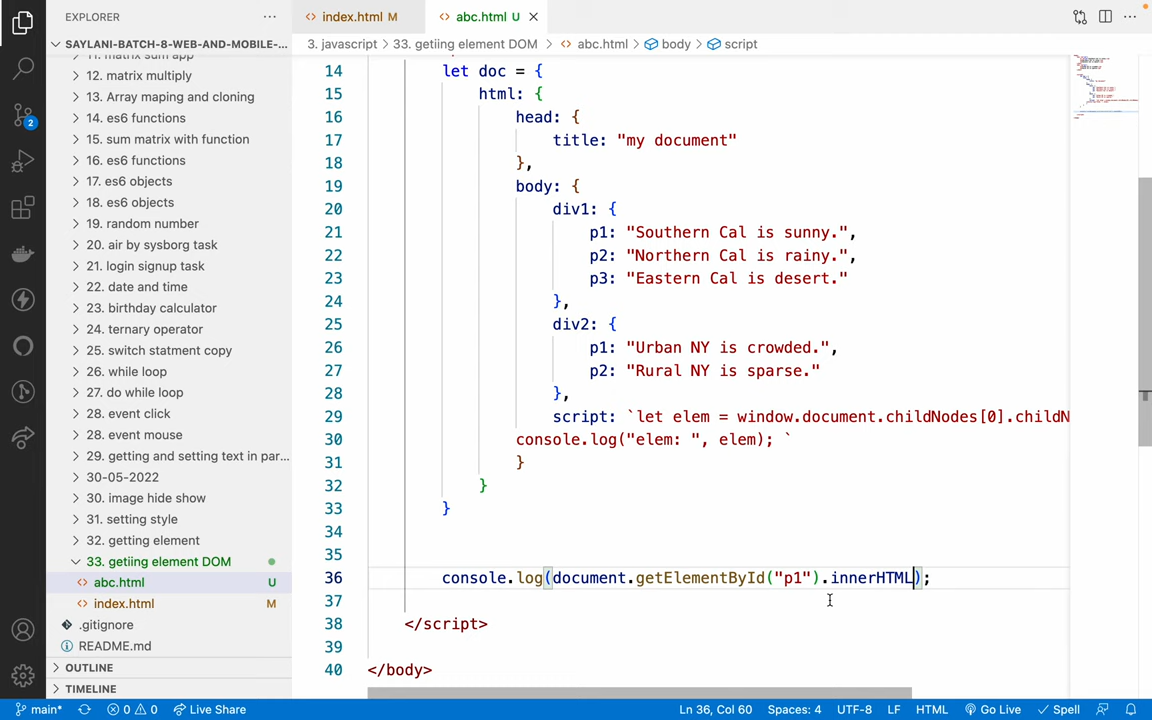 EXPLORER
SAYLANI-BATCH-8-WEB-AND-MOBILE-...
11. matrix sum app
12. matrix multiply
13. Array maping and cloning
14. es6 functions
15. sum matrix with function
16. es6 functions
17. es6 objects
18. es6 objects
19. random number
20. air by sysborg task
21. login signup task
22. date and time
23. birthday calculator
24. ternary operator
25. switch statment copy
26. while loop
27. do while loop
28. event click
28. event mouse
29. getting and setting text in par...
30-05-2022
30. image hide show
31. setting style
32. getting element
33. getiing element DOM
abc.html U
index.html M
.gitignore
README.md
OUTLINE
TIMELINE
2
index.html M abc.html U
3. javascript > 33. getiing element DOM > abc.html > body > script
14 let doc = {
15 html: {
16 head: {
17 title: "my document"
18 },
19 body: {
20 div1: {
21 p1: "Southern Cal is sunny.",
22 p2: "Northern Cal is rainy.",
23 p3: "Eastern Cal is desert."
24 },
25 div2: {
26 p1: "Urban NY is crowded.",
27 p2: "Rural NY is sparse."
28 },
29 script: `let elem = window.document.childNodes[0].childN
30 console.log("elem: ", elem); `
31 }
32 }
33 }
34
35
36 console.log(document.getElementById("p1").innerHTML);
37
38 </script>
39
40 </body>
main* 0 0 Live Share Ln 36, Col 60 Spaces: 4 UTF-8 LF HTML Go Live Spell